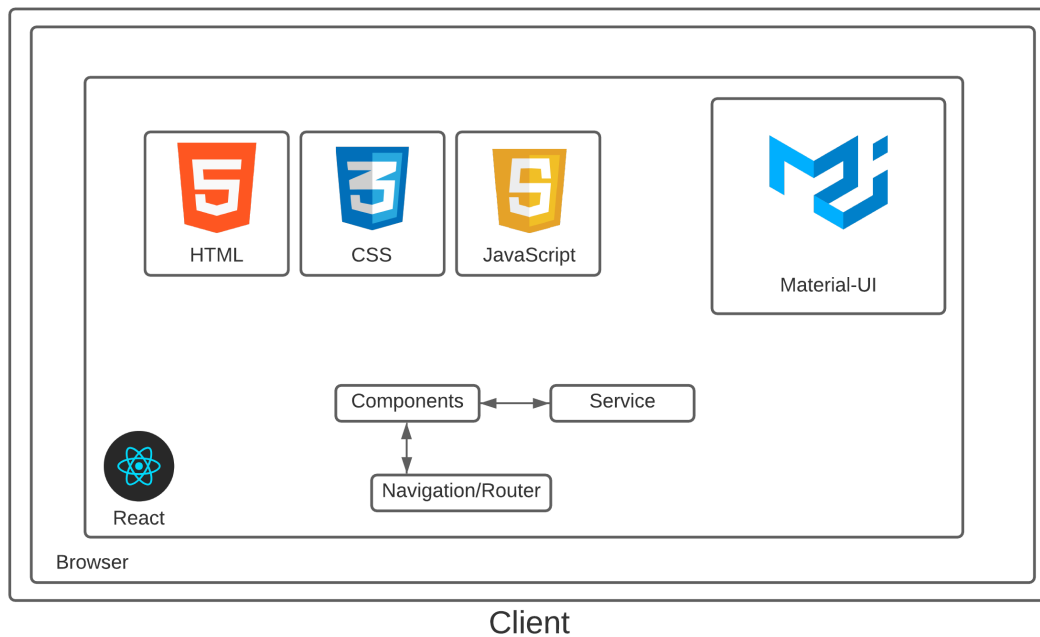 HTML
CSS
JavaScript
Material-UI
Components
Service
Navigation/Router
React
Browser
Client